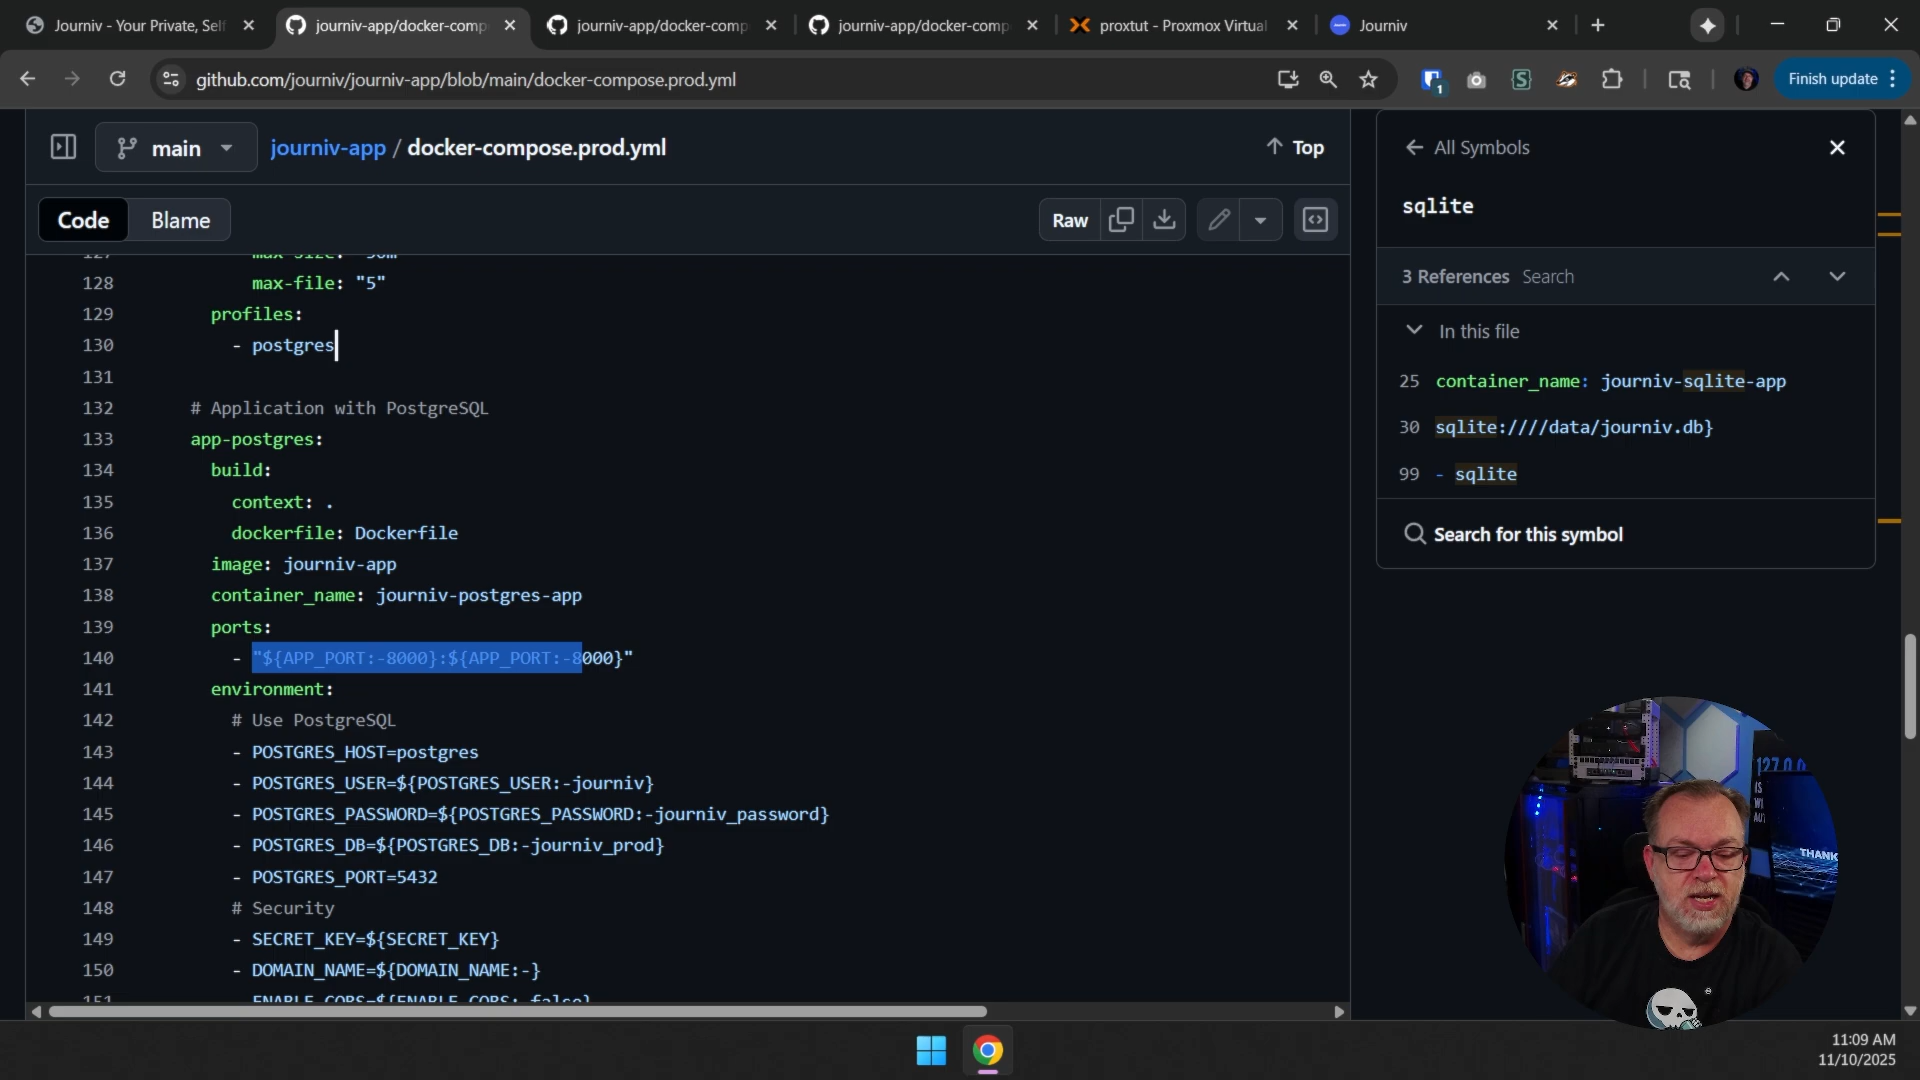 Journiv - Your Private, Self
journiv-app/docker-comp
journiv-app/docker-comp
journiv-app/docker-comp
proxtut - Proxmox Virtual
Journiv
github.com/journiv/journiv-app/blob/main/docker-compose.prod.yml
1
Finish update
main
journiv-app / docker-compose.prod.yml
Top
Code
Blame
Raw
128 max-file: "5"
129 profiles:
130 - postgres
131
132 # Application with PostgreSQL
133 app-postgres:
134 build:
135 context: .
136 dockerfile: Dockerfile
137 image: journiv-app
138 container_name: journiv-postgres-app
139 ports:
140 - "${APP_PORT:-8000}:${APP_PORT:-8000}"
141 environment:
142 # Use PostgreSQL
143 - POSTGRES_HOST=postgres
144 - POSTGRES_USER=${POSTGRES_USER:-journiv}
145 - POSTGRES_PASSWORD=${POSTGRES_PASSWORD:-journiv_password}
146 - POSTGRES_DB=${POSTGRES_DB:-journiv_prod}
147 - POSTGRES_PORT=5432
148 # Security
149 - SECRET_KEY=${SECRET_KEY}
150 - DOMAIN_NAME=${DOMAIN_NAME:-}
All Symbols
sqlite
3 References Search
In this file
25 container_name: journiv-sqlite-app
30 sqlite:////data/journiv.db}
99 - sqlite
Search for this symbol
127.0.0
THANK
11:09 AM
11/10/2025